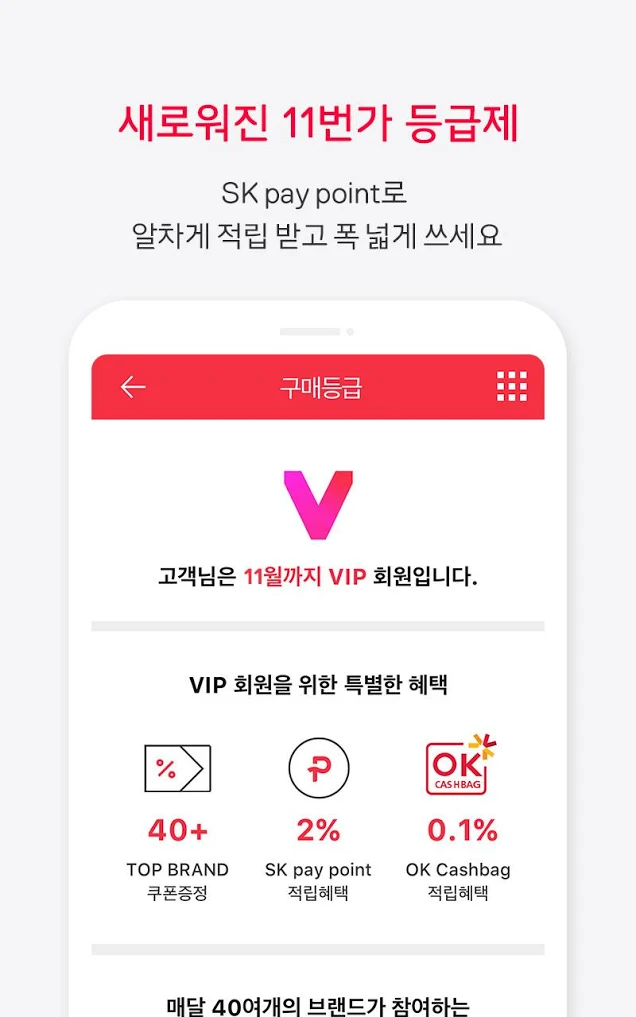 새로워진 11번가 등급제
SK pay point로
알차게 적립 받고 폭 넓게 쓰세요
구매등급
V
고객님은 11월까지 VIP 회원입니다.
VIP 회원을 위한 특별한 혜택
%
P
OK
CASHBAG
40+
2%
0.1%
TOP BRAND
SK pay point
OK Cashbag
쿠폰증정
적립혜택
적립혜택
매달 40여개의 브랜드가 참여하는